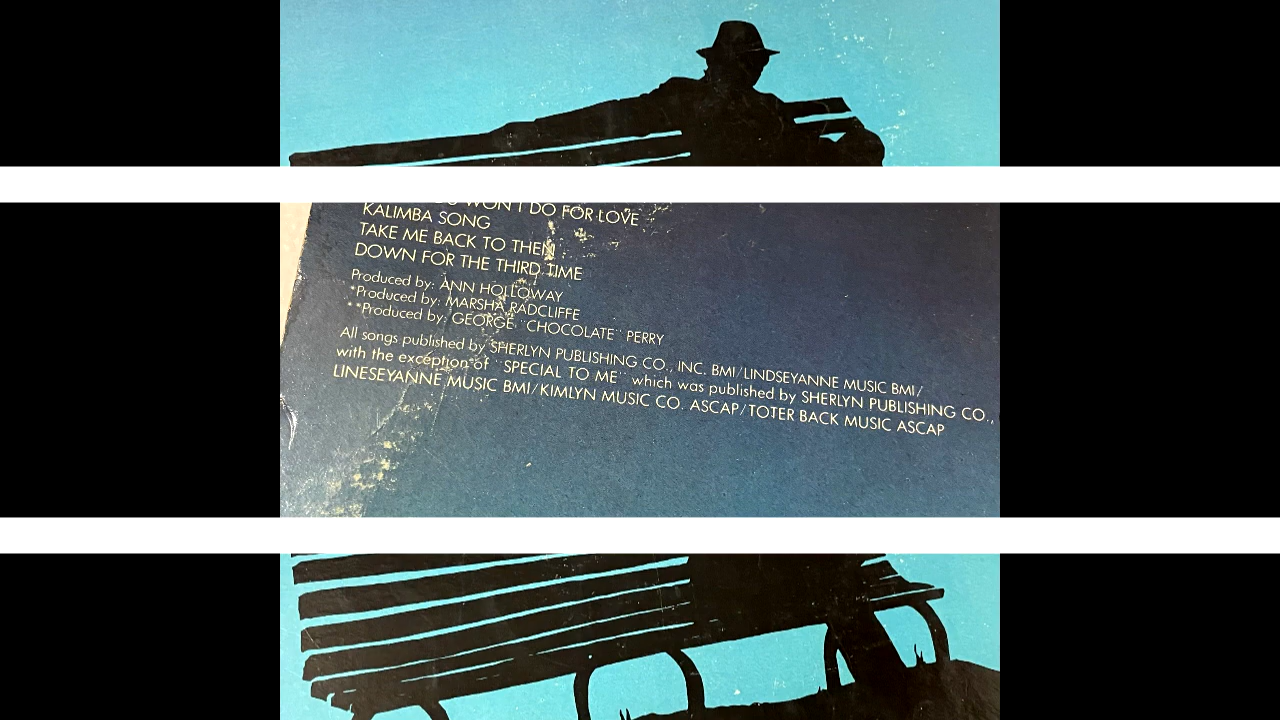 WON'T DO FOR LOVE
KALIMBA SONG
TAKE ME BACK TO THEN
DOWN FOR THE THIRD TIME
Produced by: ANN HOLLOWAY
*Produced by: MARSHA RADCLIFFE
**Produced by: GEORGE "CHOCOLATE" PERRY
All songs published by SHERLYN PUBLISHING CO., INC. BMI/LINDSEYANNE MUSIC BMI/
with the exception of "SPECIAL TO ME" which was published by SHERLYN PUBLISHING CO.,
LINESEYANNE MUSIC BMI/KIMLYN MUSIC CO. ASCAP/TOTER BACK MUSIC ASCAP